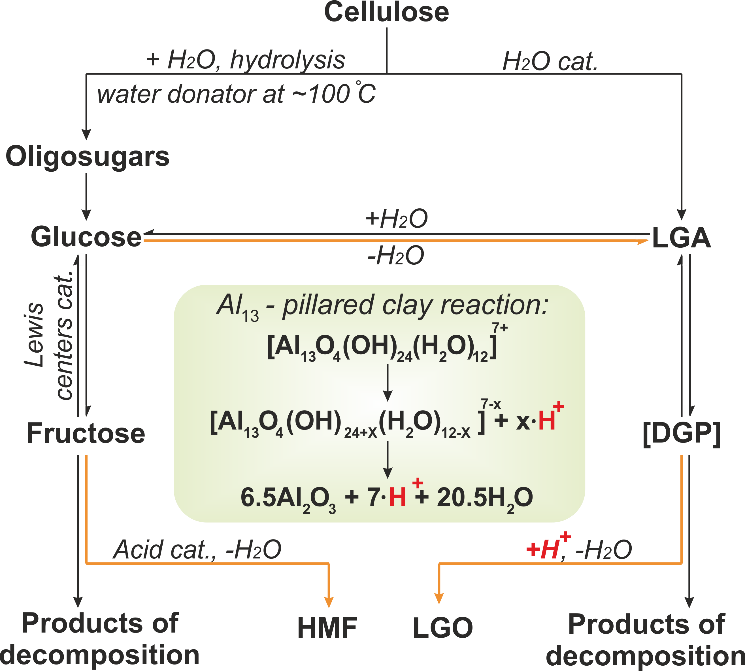 Cellulose
+ H2O, hydrolysis
H2O cat.
water donator at ~100°C
Oligosugars
+H2O
Glucose
LGA
-H2O
Lewis
centers cat.
Al13 - pillared clay reaction:
[Al13O4(OH)24(H2O)12]7+
[Al13O4(OH)24+X(H2O)12-X]7-x + x·H+
6.5Al2O3 + 7·H+ + 20.5H2O
Fructose
[DGP]
Acid cat., -H2O
+H+, -H2O
Products of
decomposition
HMF
LGO
Products of
decomposition